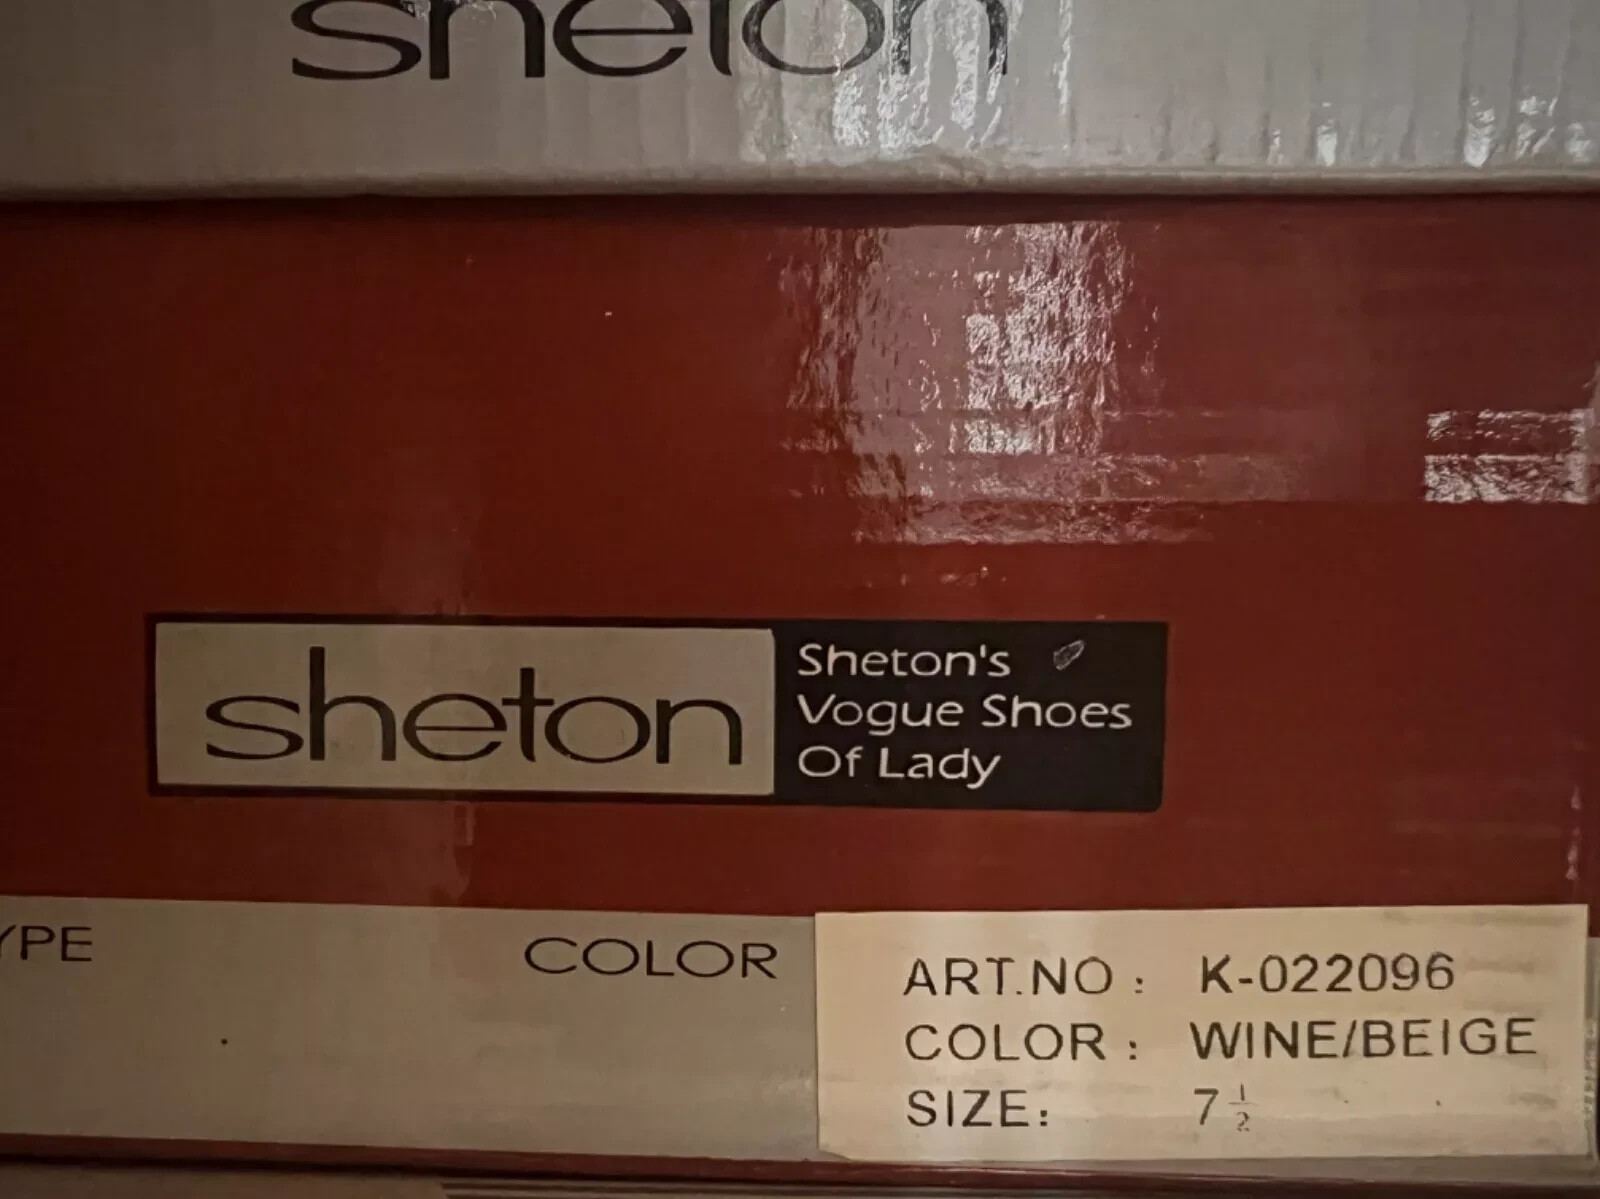 sheton
sheton
Sheton's
Vogue Shoes
Of Lady
YPE
COLOR
ART.NO : K-022096
COLOR : WINE/BEIGE
SIZE: 7 1/2